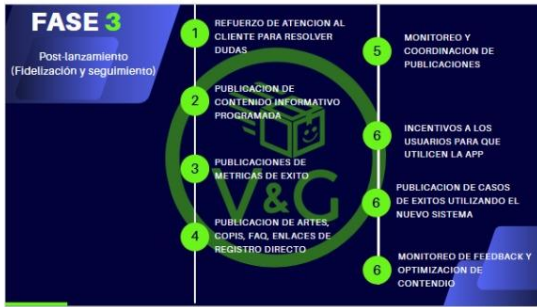 FASE 3
Post-lanzamiento
(Fidelización y seguimiento)
1
REFUERZO DE ATENCION AL
CLIENTE PARA RESOLVER
DUDAS
2
PUBLICACION DE
CONTENIDO INFORMATIVO
PROGRAMADA
3
PUBLICACIONES DE
METRICAS DE EXITO
4
PUBLICACION DE ARTES,
COPIS, FAQ, ENLACES DE
REGISTRO DIRECTO
5
MONITOREO Y
COORDINACION DE
PUBLICACIONES
6
INCENTIVOS A LOS
USUARIOS PARA QUE
UTILICEN LA APP
6
PUBLICACION DE CASOS
DE EXITOS UTILIZANDO EL
NUEVO SISTEMA
6
MONITOREO DE FEEDBACK Y
OPTIMIZACION DE
CONTENDIO
V&G